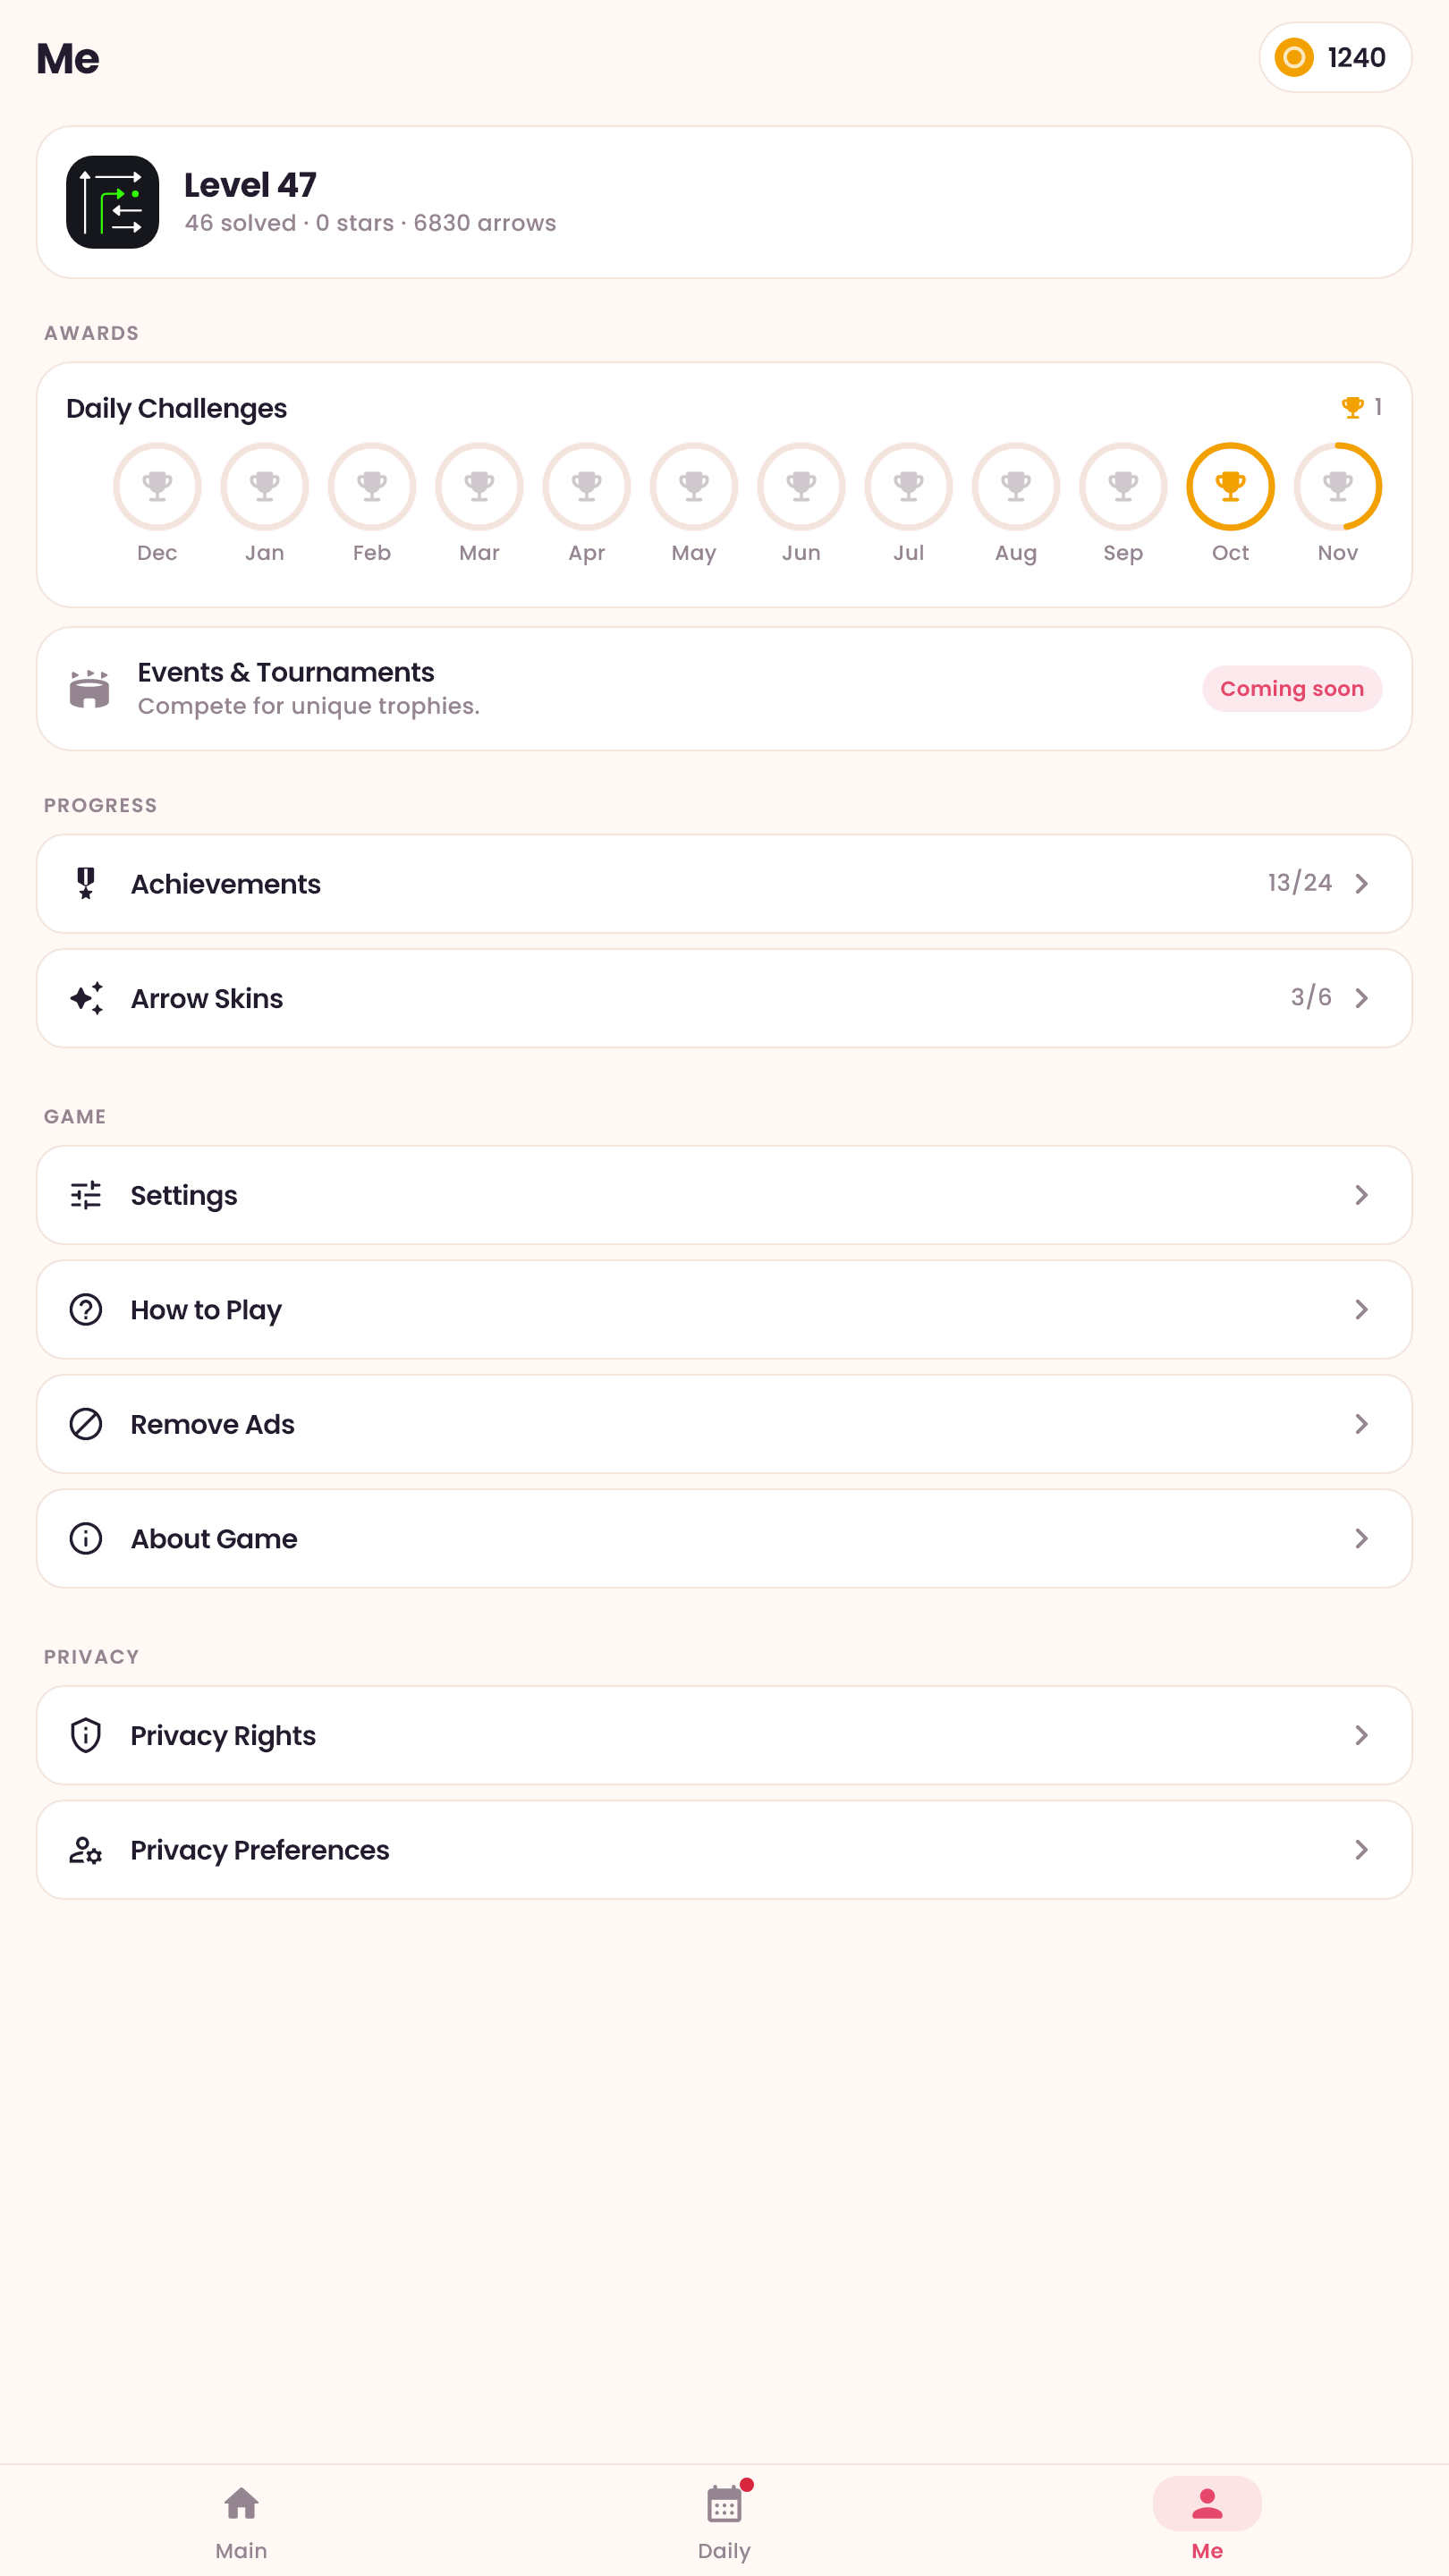 Me
1240
Level 47
46 solved · 0 stars · 6830 arrows
AWARDS
Daily Challenges
1
Dec Jan Feb Mar Apr May Jun Jul Aug Sep Oct Nov
Events & Tournaments
Compete for unique trophies.
Coming soon
PROGRESS
Achievements
13/24
Arrow Skins
3/6
GAME
Settings
How to Play
Remove Ads
About Game
PRIVACY
Privacy Rights
Privacy Preferences
Main Daily Me